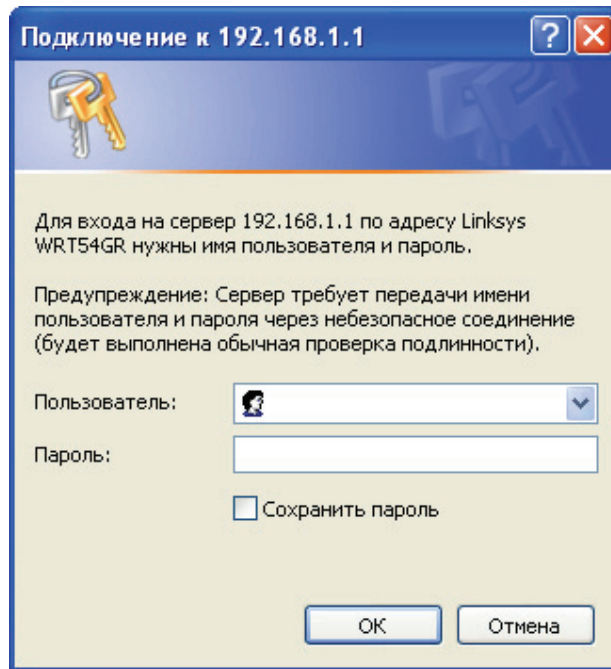 Подключение к 192.168.1.1
Для входа на сервер 192.168.1.1 по адресу Linksys
WRT54GR нужны имя пользователя и пароль.
Предупреждение: Сервер требует передачи имени
пользователя и пароля через небезопасное соединение
(будет выполнена обычная проверка подлинности).
Пользователь:
Пароль:
Сохранить пароль
ОК
Отмена